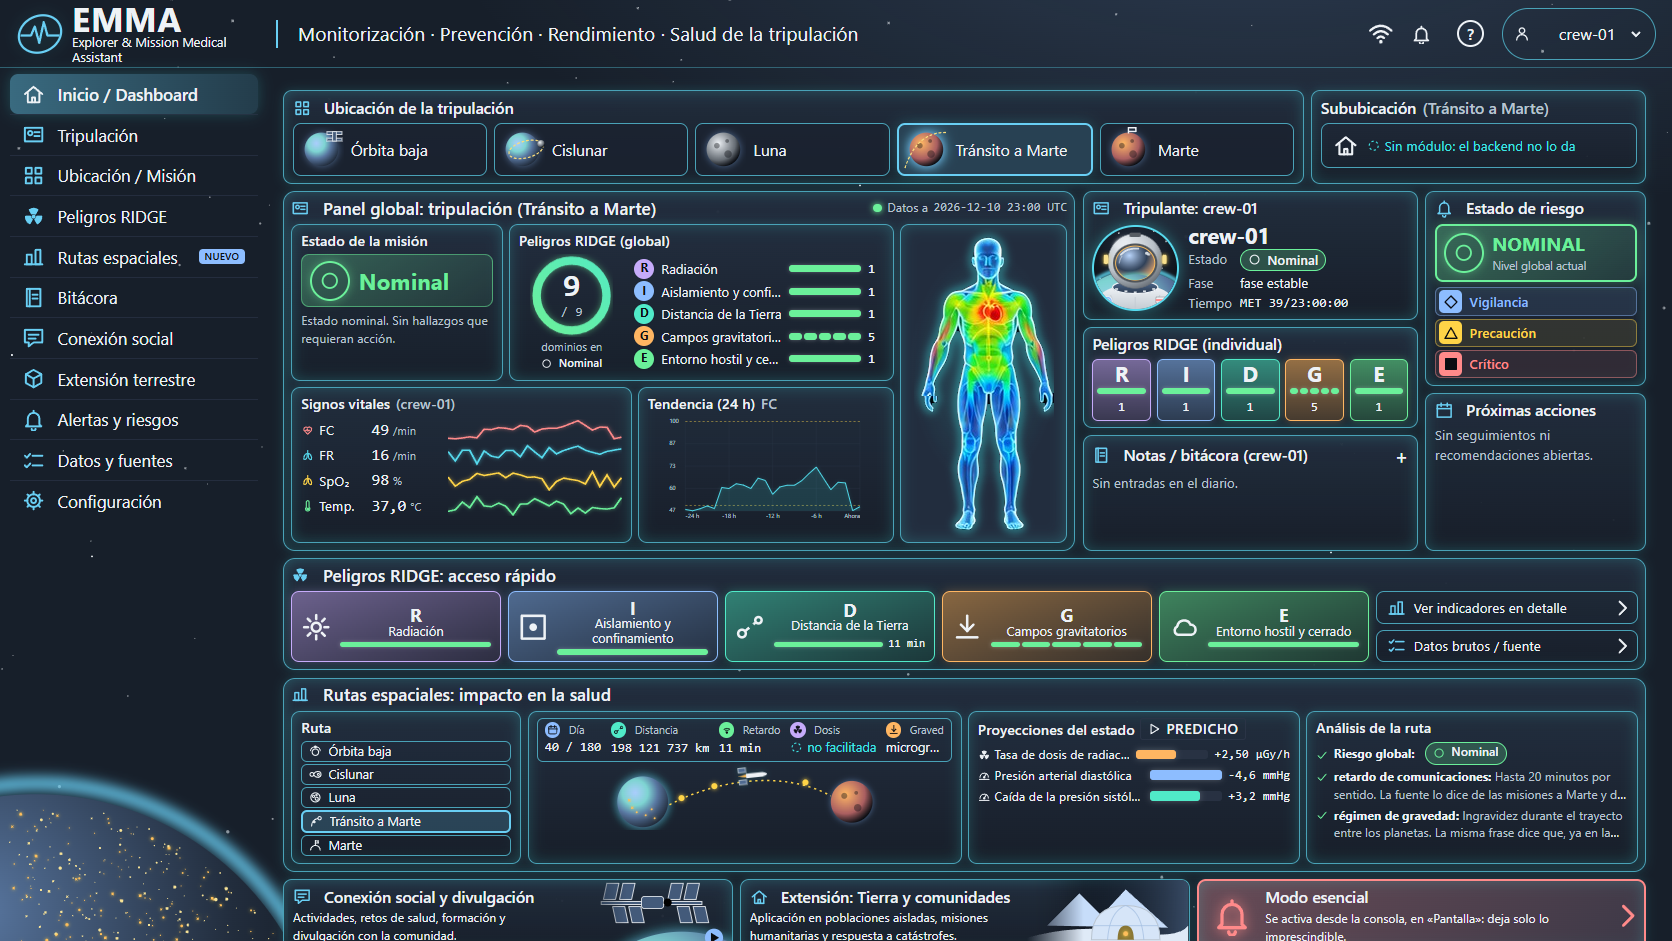 EMMA
Explorer & Mission Medical
Assistant
Monitorización · Prevención · Rendimiento · Salud de la tripulación
?
crew-01
Inicio / Dashboard
Tripulación
Ubicación / Misión
Peligros RIDGE
Rutas espaciales NUEVO
Bitácora
Conexión social
Extensión terrestre
Alertas y riesgos
Datos y fuentes
Configuración
Ubicación de la tripulación
Órbita baja
Cislunar
Luna
Tránsito a Marte
Marte
Sububicación (Tránsito a Marte)
Sin módulo: el backend no lo da
Panel global: tripulación (Tránsito a Marte)
Datos a 2026-12-10 23:00 UTC
Estado de la misión
Nominal
Estado nominal. Sin hallazgos que
requieran acción.
Peligros RIDGE (global)
9
/ 9
dominios en
Nominal
R Radiación 1
I Aislamiento y confi... 1
D Distancia de la Tierra 1
G Campos gravitatori... 5
E Entorno hostil y ce... 1
Signos vitales (crew-01)
FC 49 /min
FR 16 /min
SpO₂ 98 %
Temp. 37,0 °C
Tendencia (24 h) FC
100
87
73
60
47
-24 h -18 h -12 h -6 h Ahora
Tripulante: crew-01
crew-01
Estado Nominal
Fase fase estable
Tiempo MET 39/23:00:00
Peligros RIDGE (individual)
R I D G E
1 1 1 5 1
Notas / bitácora (crew-01) +
Sin entradas en el diario.
Estado de riesgo
NOMINAL
Nivel global actual
Vigilancia
Precaución
Crítico
Próximas acciones
Sin seguimientos ni
recomendaciones abiertas.
Peligros RIDGE: acceso rápido
R
Radiación
I
Aislamiento y
confinamiento
D
Distancia de la Tierra
11 min
G
Campos gravitatorios
E
Entorno hostil y cerrado
Ver indicadores en detalle
Datos brutos / fuente
Rutas espaciales: impacto en la salud
Ruta
Órbita baja
Cislunar
Luna
Tránsito a Marte
Marte
Día Distancia Retardo Dosis Graved
40 / 180 198 121 737 km 11 min no facilitada microgr...
Proyecciones del estado PREDICHO
Tasa de dosis de radiac... +2,50 µGy/h
Presión arterial diastólica -4,6 mmHg
Caída de la presión sistól... +3,2 mmHg
Análisis de la ruta
Riesgo global: Nominal
retardo de comunicaciones: Hasta 20 minutos por
sentido. La fuente lo dice de las misiones a Marte y d...
régimen de gravedad: Ingravidez durante el trayecto
entre los planetas. La misma frase dice que, ya en la...
Conexión social y divulgación
Actividades, retos de salud, formación y
divulgación con la comunidad.
Extensión: Tierra y comunidades
Aplicación en poblaciones aisladas, misiones
humanitarias y respuesta a catástrofes.
Modo esencial
Se activa desde la consola, en «Pantalla»: deja solo lo
imprescindible.